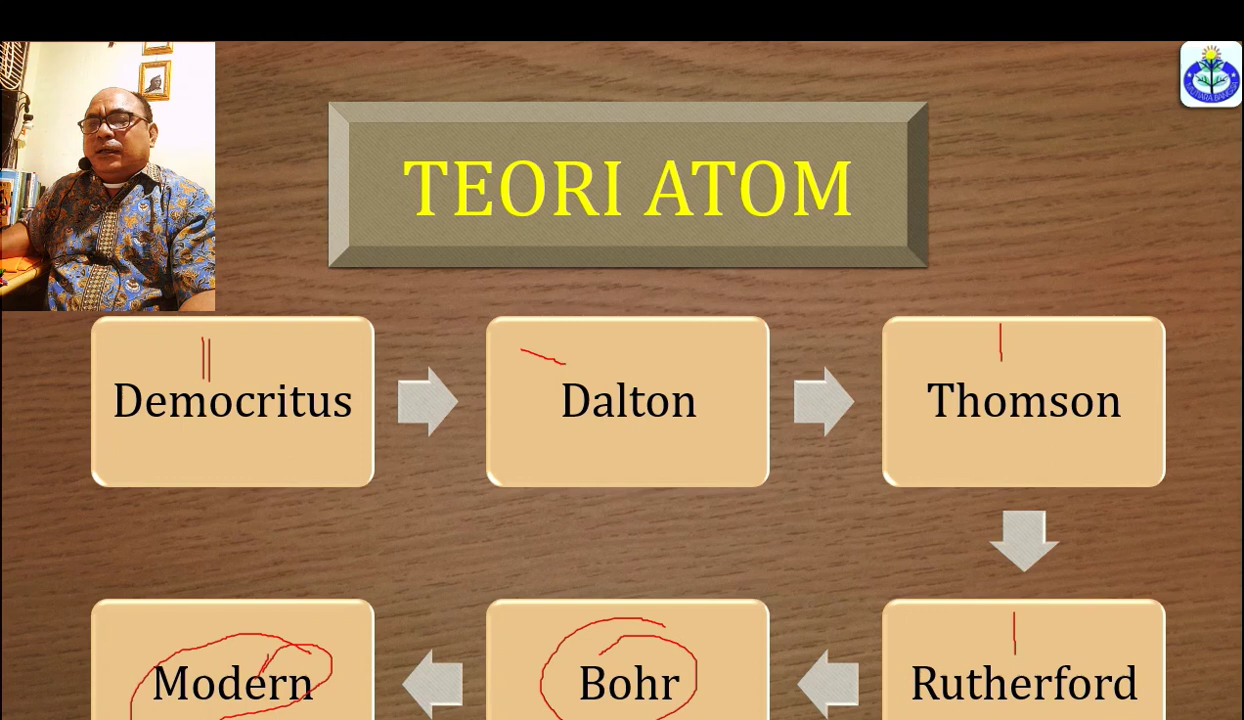 TEORI ATOM
Democritus
Dalton
Thomson
Rutherford
Bohr
Modern